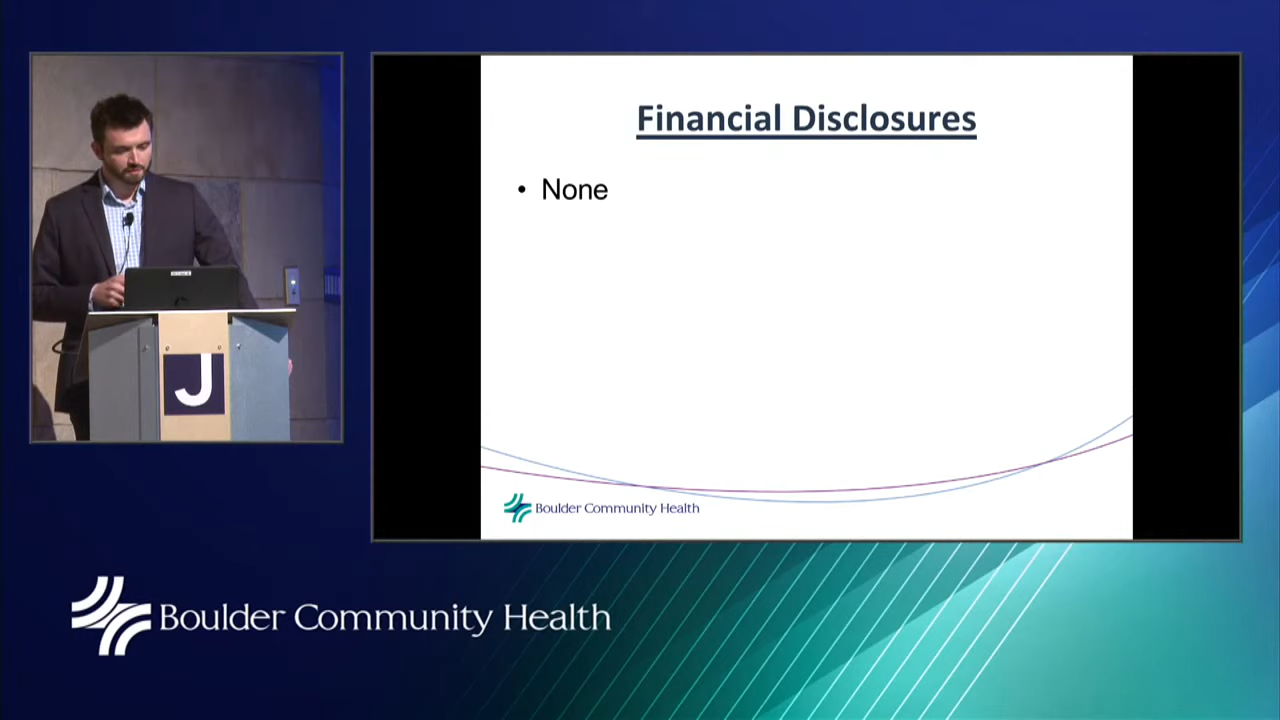 Financial Disclosures
• None
Boulder Community Health
J
Boulder Community Health